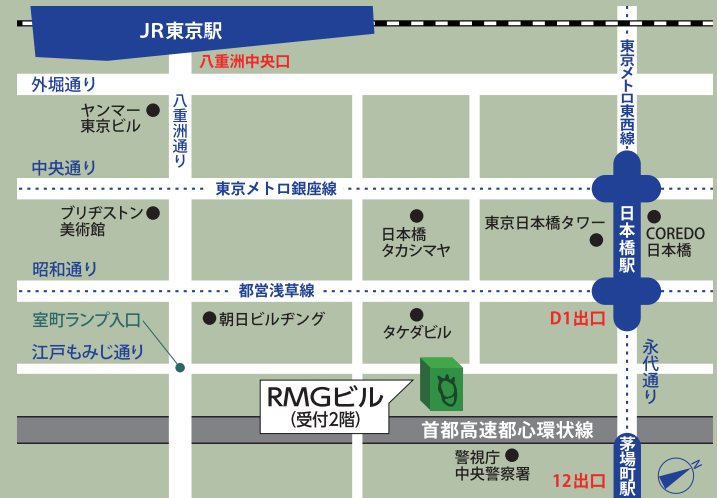 JR東京駅
八重洲中央口
外堀通り
ヤンマー
東京ビル
八重洲通り
東京メトロ東西線
中央通り
東京メトロ銀座線
ブリヂストン
美術館
日本橋
タカシマヤ
東京日本橋タワー
日本橋駅
COREDO
日本橋
昭和通り
都営浅草線
室町ランプ入口
朝日ビルヂング
タケダビル
D1出口
江戸もみじ通り
永代通り
RMGビル
(受付2階)
首都高速都心環状線
警視庁
中央警察署
12出口
茅場町駅
N